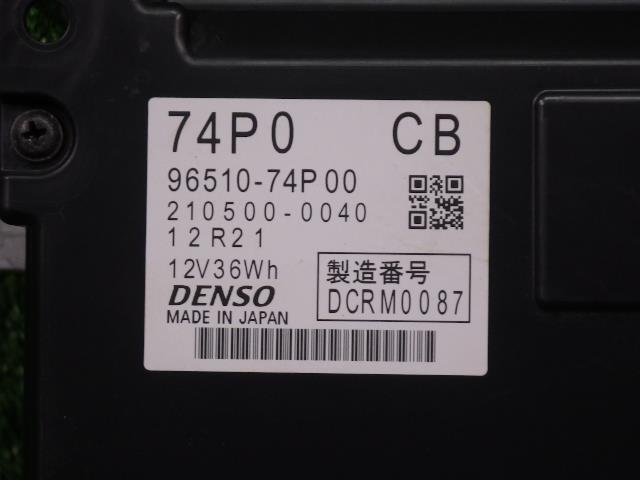 74P0 CB
96510-74P00
210500-0040
12R21
12V36Wh
製造番号
DCRM0087
DENSO
MADE IN JAPAN